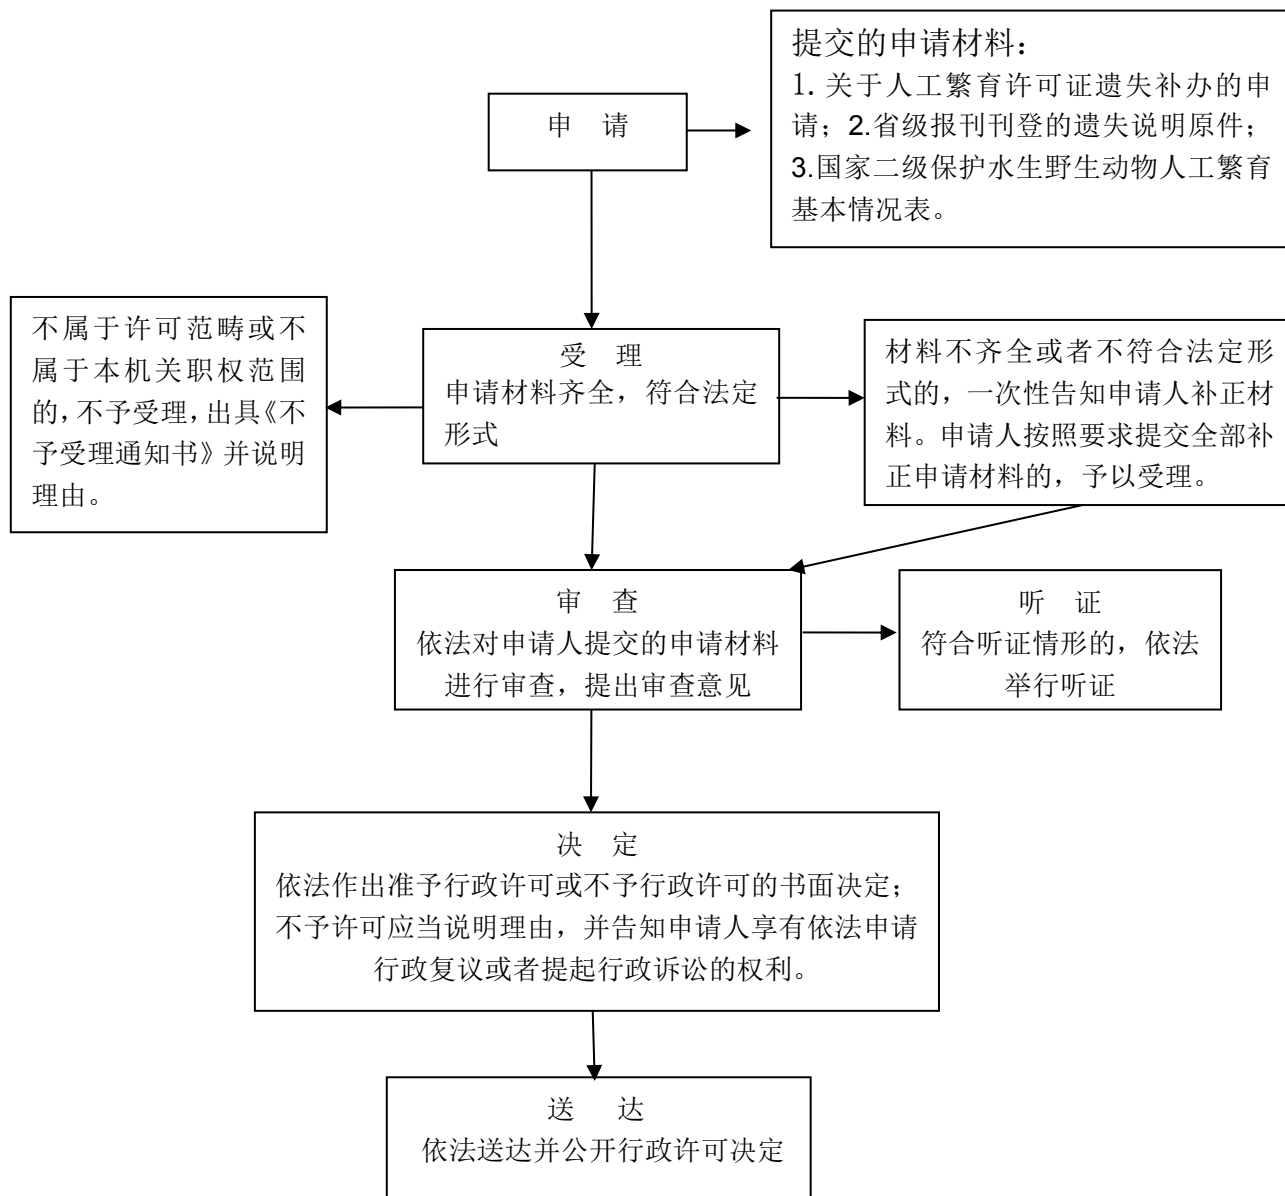 提交的申请材料：
1. 关于人工繁育许可证遗失补办的申
请；2.省级报刊刊登的遗失说明原件；
3.国家二级保护水生野生动物人工繁育
基本情况表。
申 请
不属于许可范畴或不
属于本机关职权范围
的，不予受理，出具《不
予受理通知书》并说明
理由。
受 理
申请材料齐全，符合法定
形式
材料不齐全或者不符合法定形
式的，一次性告知申请人补正材
料。申请人按照要求提交全部补
正申请材料的，予以受理。
审 查
依法对申请人提交的申请材料
进行审查，提出审查意见
听 证
符合听证情形的，依法
举行听证
决 定
依法作出准予行政许可或不予行政许可的书面决定；
不予许可应当说明理由，并告知申请人享有依法申请
行政复议或者提起行政诉讼的权利。
送 达
依法送达并公开行政许可决定